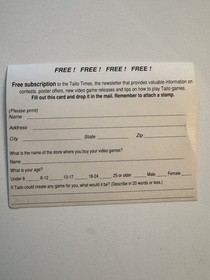 FREE! FREE! FREE! FREE!
Free subscription to the Taito Times, the newsletter that provides valuable information on
contests, poster offers, new video game releases and tips on how to play Taito games.
Fill out this card and drop it in the mail. Remember to attach a stamp.
(Please print)
Name
Address
City State Zip
What is the name of the store where you buy your video games?
Name
What is your age?
Under 8 8-12 13-17 18-24 25 or older Male Female
If Taito could create any game for you, what would it be? (Describe in 20 words or less.)